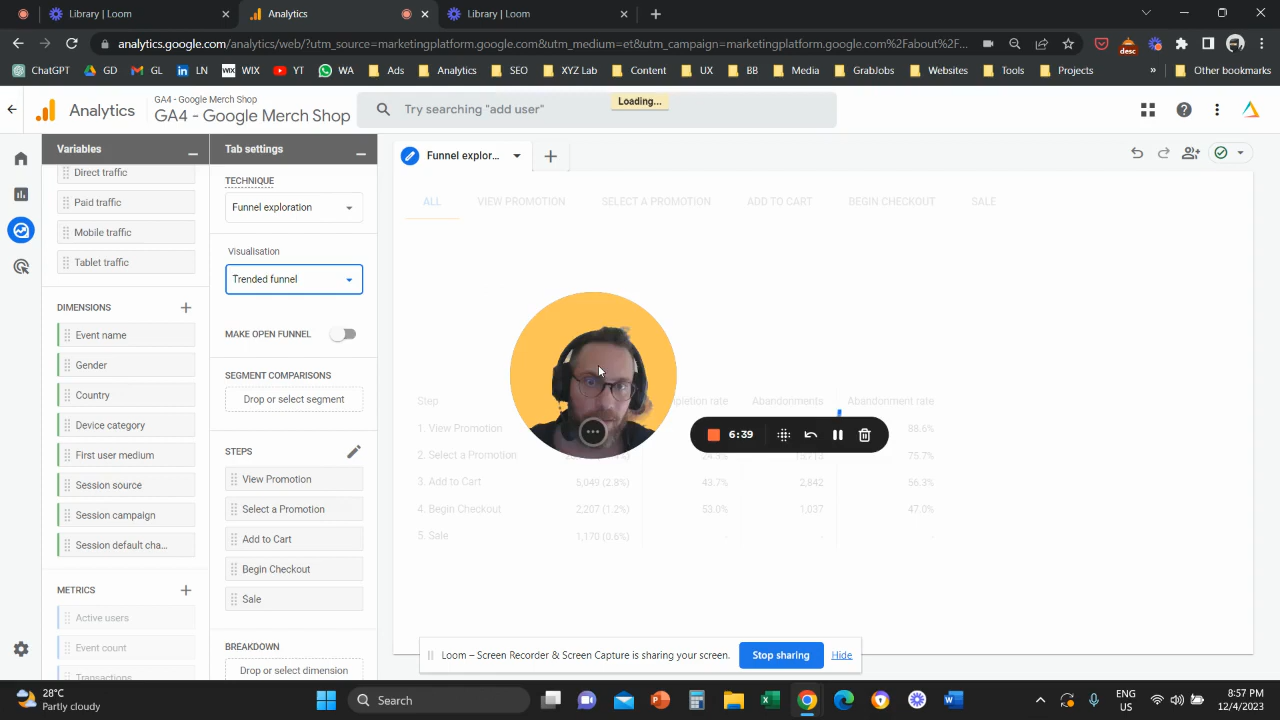 Library | Loom
Analytics
Library | Loom
analytics.google.com/analytics/web/?utm_source=marketingplatform.google.com&utm_medium=et&utm_campaign=marketingplatform.google.com%2Fabout%2F...
ChatGPT GD GL LN WIX YT WA Ads Analytics SEO XYZ Lab Content UX BB Media GrabJobs Websites Tools Projects » Other bookmarks
desc
Analytics
GA4 - Google Merch Shop
GA4 - Google Merch Shop
Try searching "add user"
Loading...
Variables
Direct traffic
Paid traffic
Mobile traffic
Tablet traffic
DIMENSIONS
Event name
Gender
Country
Device category
First user medium
Session source
Session campaign
Session default cha...
METRICS
Active users
Event count
Transactions
Tab settings
TECHNIQUE
Funnel exploration
Visualisation
Trended funnel
MAKE OPEN FUNNEL
SEGMENT COMPARISONS
Drop or select segment
STEPS
View Promotion
Select a Promotion
Add to Cart
Begin Checkout
Sale
BREAKDOWN
Drop or select dimension
Funnel explor...
ALL VIEW PROMOTION SELECT A PROMOTION ADD TO CART BEGIN CHECKOUT SALE
Step rate Abandonments Abandonment rate
1. View Promotion 88.6%
6:39
2. Select a Promotion 75.7%
3. Add to Cart 5,049 (2.8%) 43.7% 2,842 56.3%
4. Begin Checkout 2,207 (1.2%) 53.0% 1,037 47.0%
5. Sale 1,170 (0.6%) - - -
Loom – Screen Recorder & Screen Capture is sharing your screen. Stop sharing Hide
28°C
Partly cloudy
Search
ENG
US
8:57 PM
12/4/2023